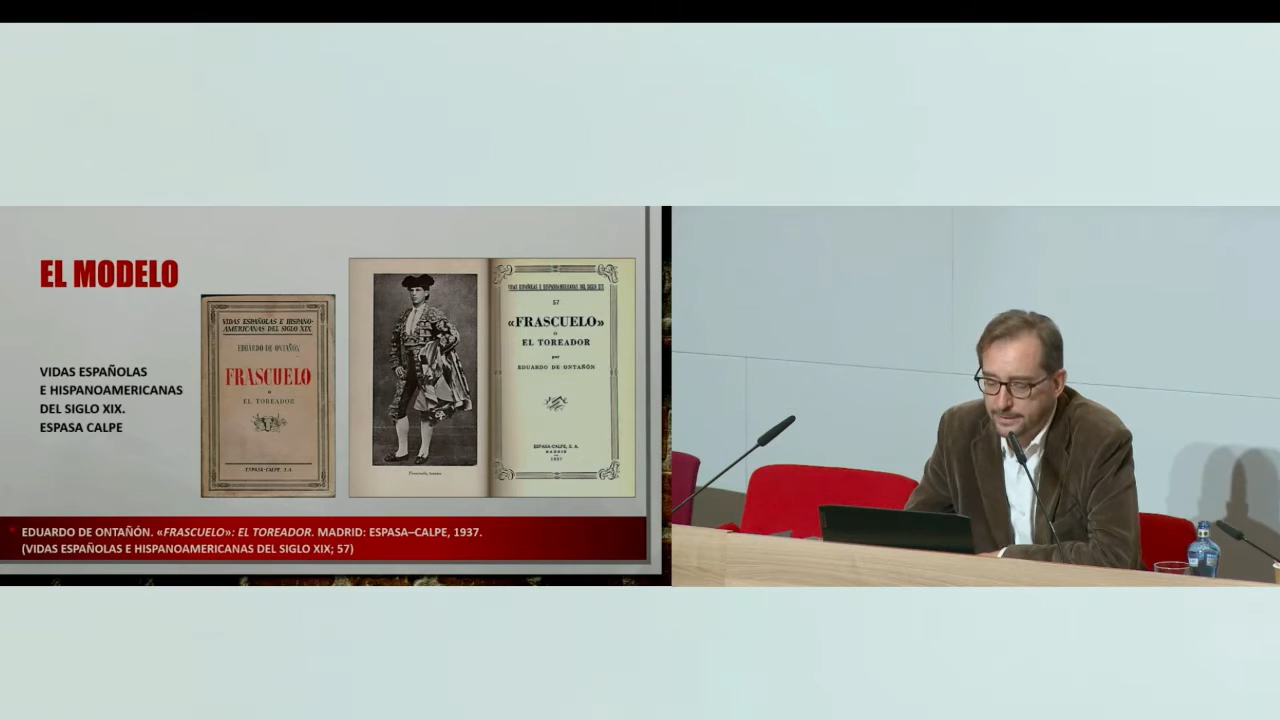 EL MODELO
VIDAS ESPAÑOLAS
E HISPANOAMERICANAS
DEL SIGLO XIX.
ESPASA CALPE
VIDAS ESPAÑOLAS E HISPANO-
AMERICANAS DEL SIGLO XIX
EDUARDO DE ONTAÑÓN
FRASCUELO
o
EL TOREADOR
ESPASA-CALPE, S.A.
VIDAS ESPAÑOLAS E HISPANOAMERICANAS DEL SIGLO XIX
57
«FRASCUELO»
o
EL TOREADOR
por
EDUARDO DE ONTAÑÓN
ESPASA-CALPE, S. A.
MADRID
1937
EDUARDO DE ONTAÑÓN. «FRASCUELO»: EL TOREADOR. MADRID: ESPASA–CALPE, 1937.
(VIDAS ESPAÑOLAS E HISPANOAMERICANAS DEL SIGLO XIX; 57)